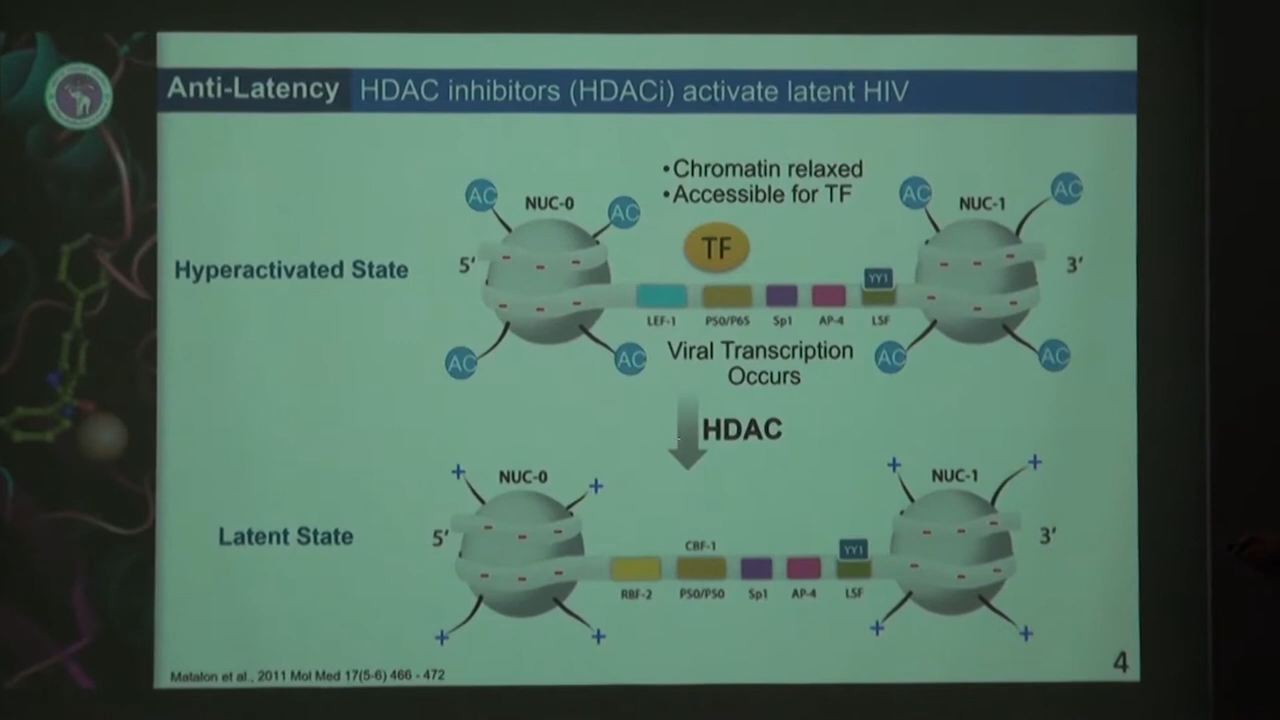 Anti-Latency HDAC inhibitors (HDACi) activate latent HIV
•Chromatin relaxed
•Accessible for TF
AC NUC-0 AC AC NUC-1 AC
TF
Hyperactivated State
5' 3'
YY1
LEF-1 P50/P65 Sp1 AP-4 LSF
AC AC AC AC
Viral Transcription
Occurs
HDAC
+ NUC-0 + + NUC-1 +
Latent State
5' 3'
CBF-1 YY1
RBF-2 P50/P50 Sp1 AP-4 LSF
+ + + +
Matalon et al., 2011 Mol Med 17(5-6) 466 - 472
4